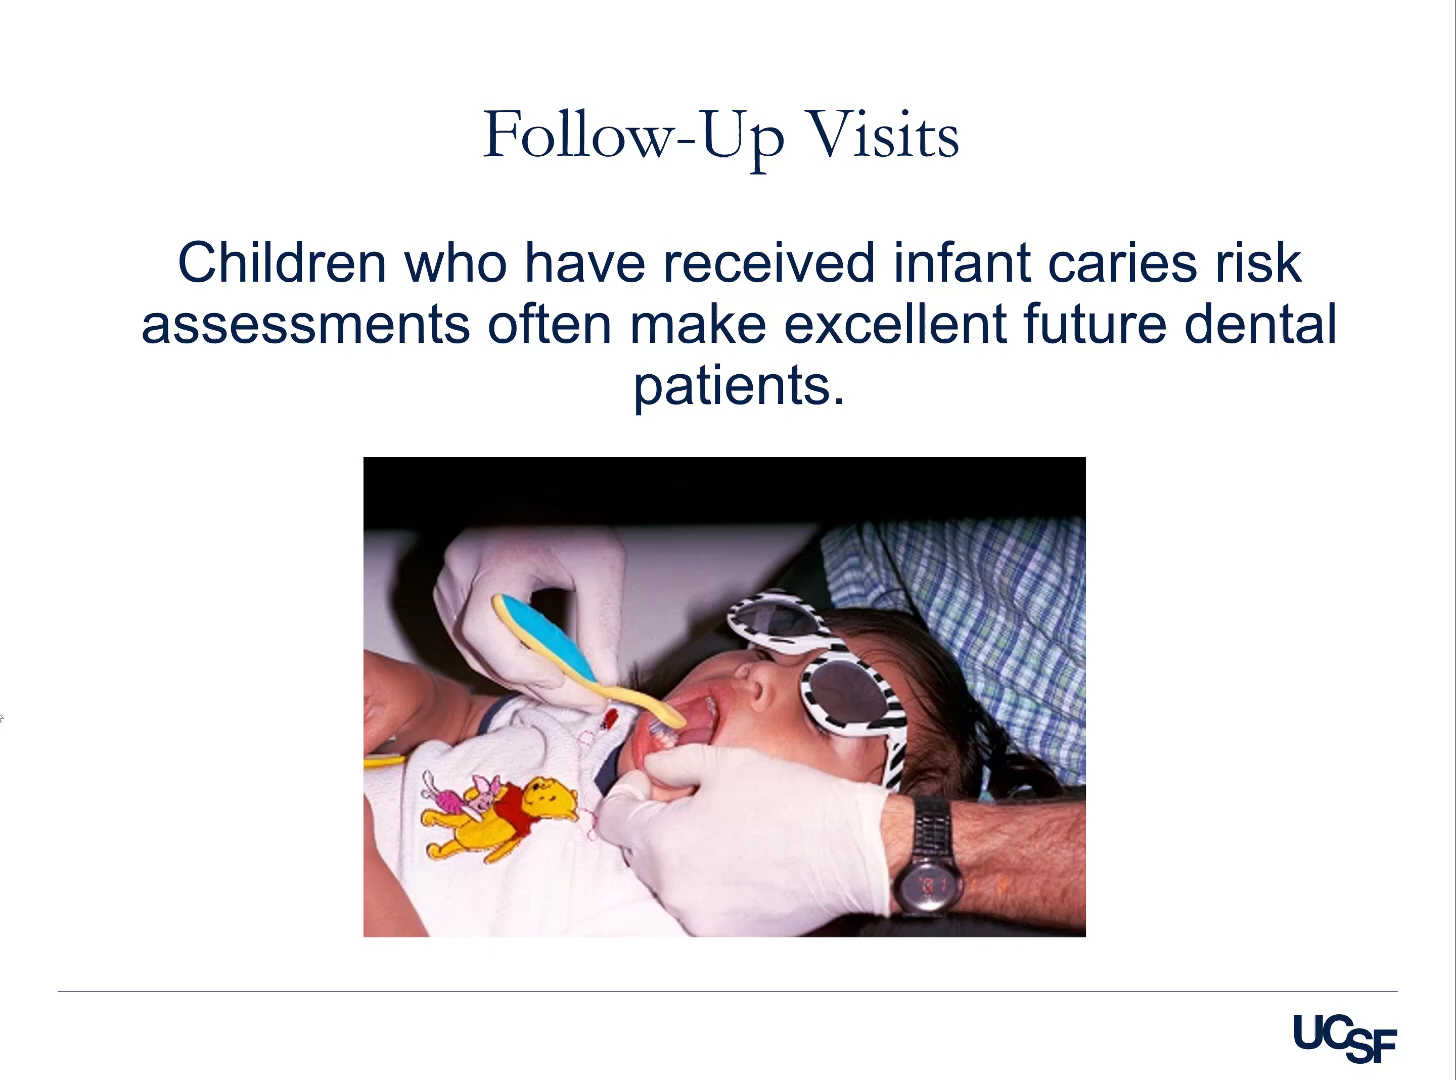 Follow-Up Visits
Children who have received infant caries risk
assessments often make excellent future dental
patients.
UCSF